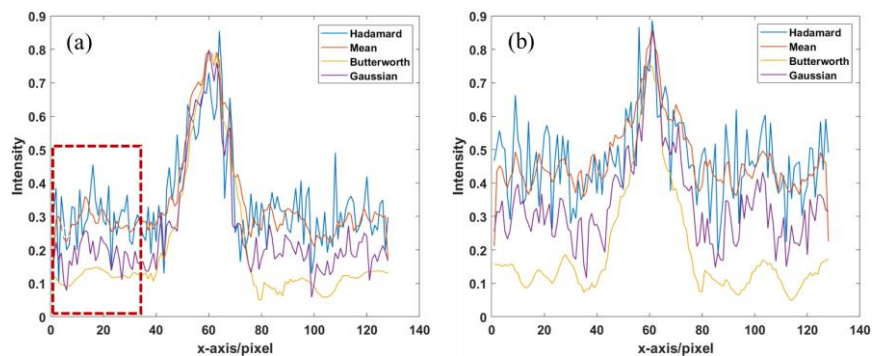 (a)
Hadamard
Mean
Butterworth
Gaussian
Intensity
0.9
0.8
0.7
0.6
0.5
0.4
0.3
0.2
0.1
0
0 20 40 60 80 100 120 140
x-axis/pixel
(b)
Hadamard
Mean
Butterworth
Gaussian
Intensity
0.9
0.8
0.7
0.6
0.5
0.4
0.3
0.2
0.1
0
0 20 40 60 80 100 120 140
x-axis/pixel